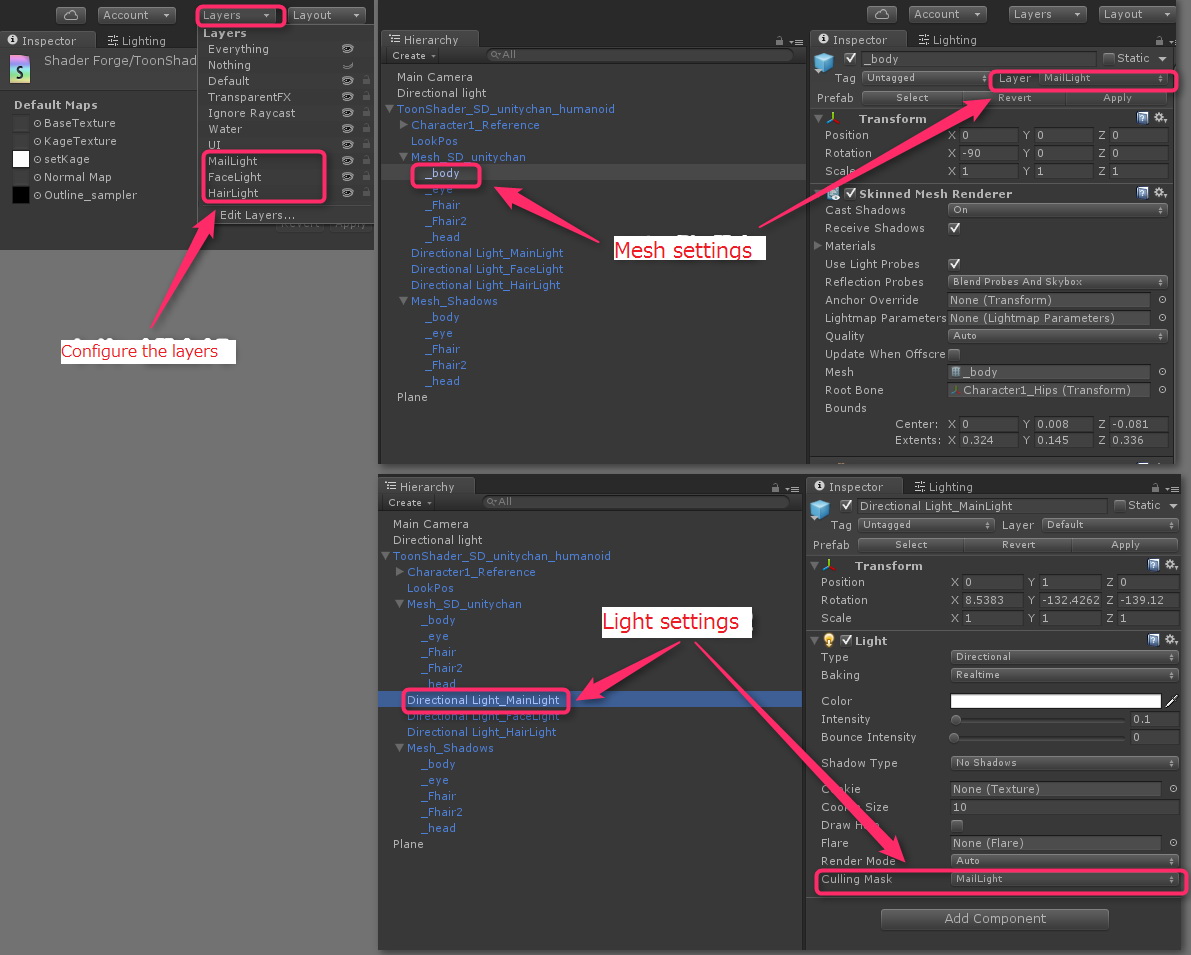 Account
Layers
Layout
Inspector
Lighting
Shader Forge/ToonShad
S
Default Maps
BaseTexture
KageTexture
setKage
Normal Map
Outline_sampler
Layers
Everything
Nothing
Default
TransparentFX
Ignore Raycast
Water
UI
MailLight
FaceLight
HairLight
Edit Layers...
Revert
Apply
Configure the layers
Account
Layers
Layout
Hierarchy
Create
All
Main Camera
Directional light
ToonShader_SD_unitychan_humanoid
Character1_Reference
LookPos
Mesh_SD_unitychan
_body
_eye
_Fhair
_Fhair2
_head
Directional Light_MainLight
Directional Light_FaceLight
Directional Light_HairLight
Mesh_Shadows
_body
_eye
_Fhair
_Fhair2
_head
Plane
Mesh settings
Inspector
Lighting
_body
Static
Tag Untagged Layer MailLight
Prefab Select Revert Apply
Transform
Position X 0 Y 0 Z 0
Rotation X -90 Y 0 Z 0
Scale X 1 Y 1 Z 1
Skinned Mesh Renderer
Cast Shadows On
Receive Shadows
Materials
Use Light Probes
Reflection Probes Blend Probes And Skybox
Anchor Override None (Transform)
Lightmap Parameters None (Lightmap Parameters)
Quality Auto
Update When Offscre
Mesh _body
Root Bone Character1_Hips (Transform)
Bounds
Center: X 0 Y 0.008 Z -0.081
Extents: X 0.324 Y 0.145 Z 0.336
Hierarchy
Create
All
Main Camera
Directional light
ToonShader_SD_unitychan_humanoid
Character1_Reference
LookPos
Mesh_SD_unitychan
_body
_eye
_Fhair
_Fhair2
_head
Directional Light_MainLight
Directional Light_FaceLight
Directional Light_HairLight
Mesh_Shadows
_body
_eye
_Fhair
_Fhair2
_head
Plane
Light settings
Inspector
Lighting
Directional Light_MainLight
Static
Tag Untagged Layer Default
Prefab Select Revert Apply
Transform
Position X 0 Y 1 Z 0
Rotation X 8.5383 Y -132.4262 Z -139.12
Scale X 1 Y 1 Z 1
Light
Type Directional
Baking Realtime
Color
Intensity 0.1
Bounce Intensity 0
Shadow Type No Shadows
Cookie None (Texture)
Cookie Size 10
Draw Halo
Flare None (Flare)
Render Mode Auto
Culling Mask MailLight
Add Component